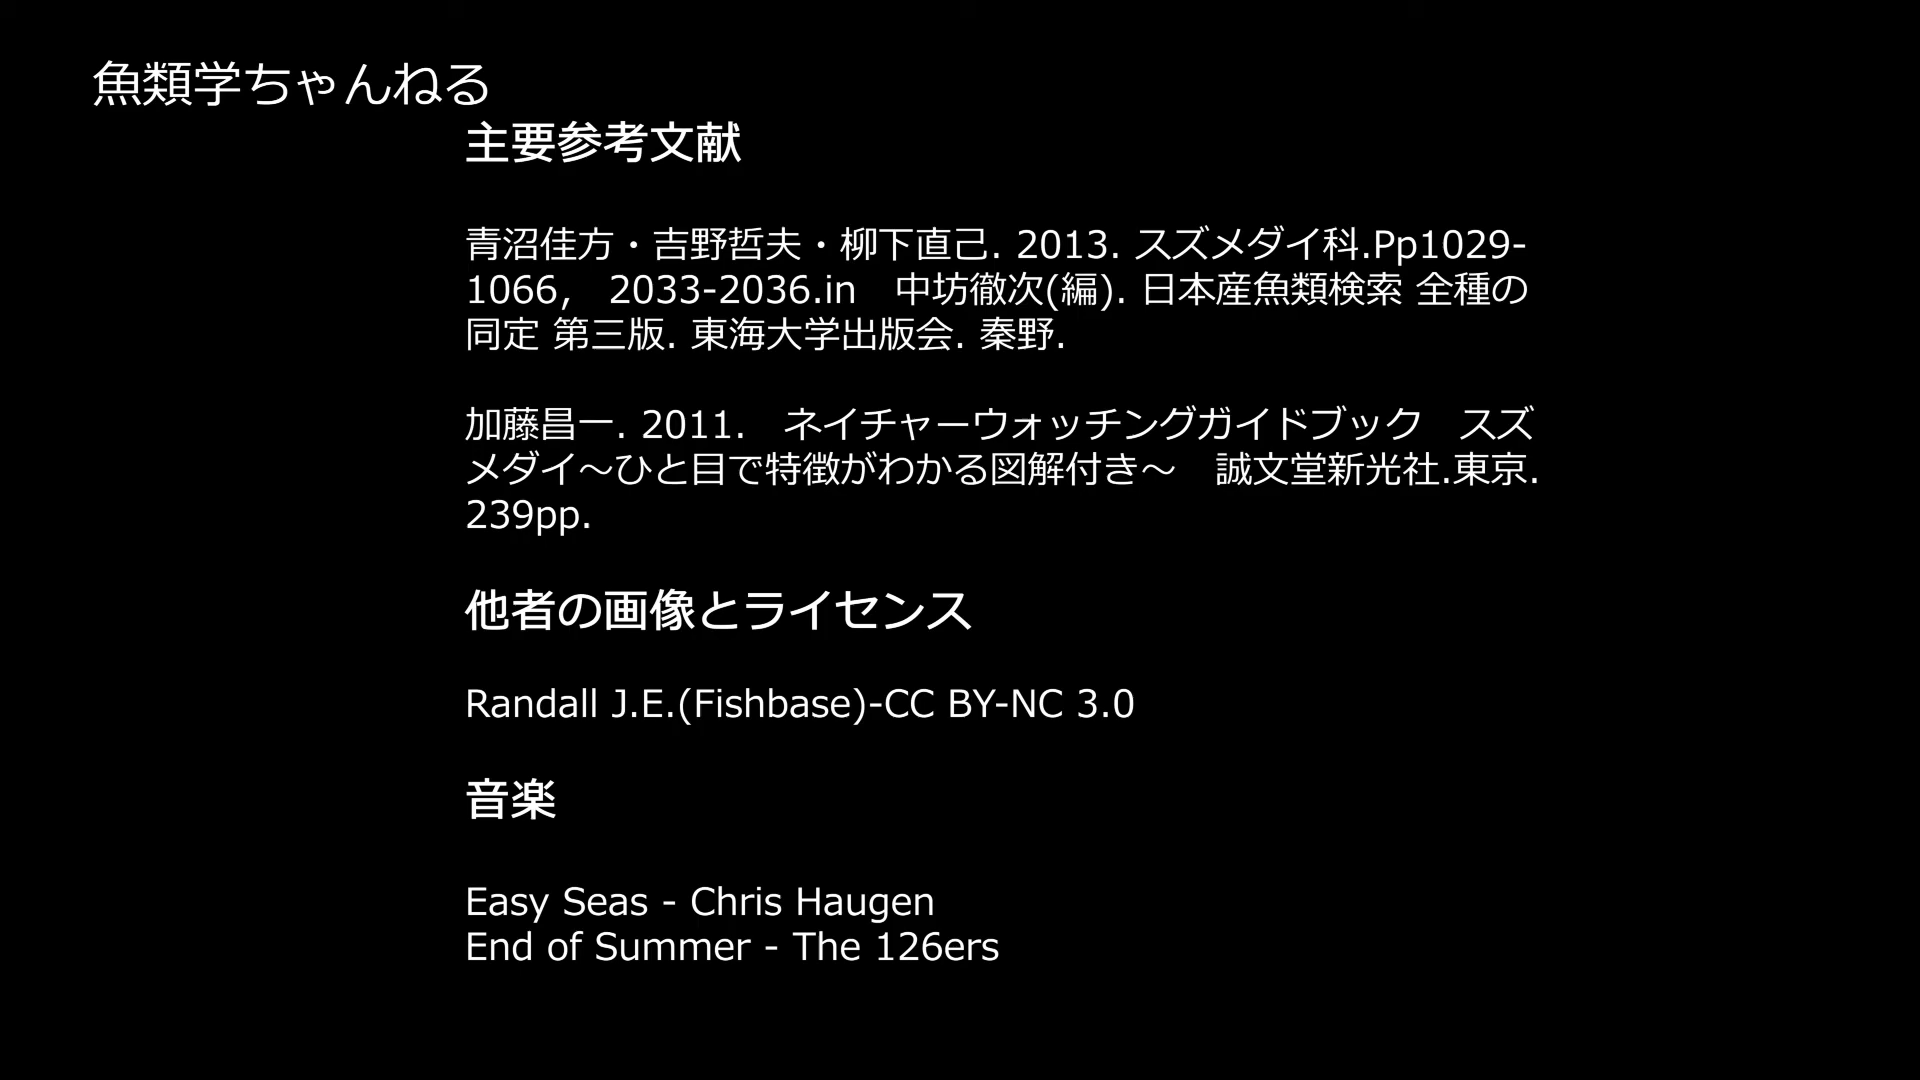 魚類学ちゃんねる
主要参考文献
青沼佳方・吉野哲夫・柳下直己. 2013. スズメダイ科.Pp1029-
1066， 2033-2036.in　中坊徹次(編). 日本産魚類検索 全種の
同定 第三版. 東海大学出版会. 秦野.
加藤昌一. 2011.　ネイチャーウォッチングガイドブック　スズ
メダイ～ひと目で特徴がわかる図解付き～　誠文堂新光社.東京.
239pp.
他者の画像とライセンス
Randall J.E.(Fishbase)-CC BY-NC 3.0
音楽
Easy Seas - Chris Haugen
End of Summer - The 126ers